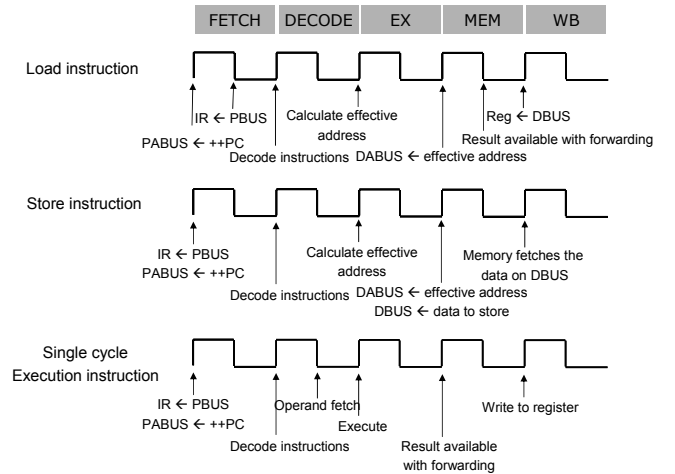 FETCH DECODE EX MEM WB
Load instruction
IR ← PBUS
PABUS ← ++PC
Decode instructions
Calculate effective
address
DABUS ← effective address
Reg ← DBUS
Result available with forwarding
Store instruction
IR ← PBUS
PABUS ← ++PC
Decode instructions
Calculate effective
address
DABUS ← effective address
DBUS ← data to store
Memory fetches the
data on DBUS
Single cycle
Execution instruction
IR ← PBUS
PABUS ← ++PC
Decode instructions
Operand fetch
Execute
Result available
with forwarding
Write to register